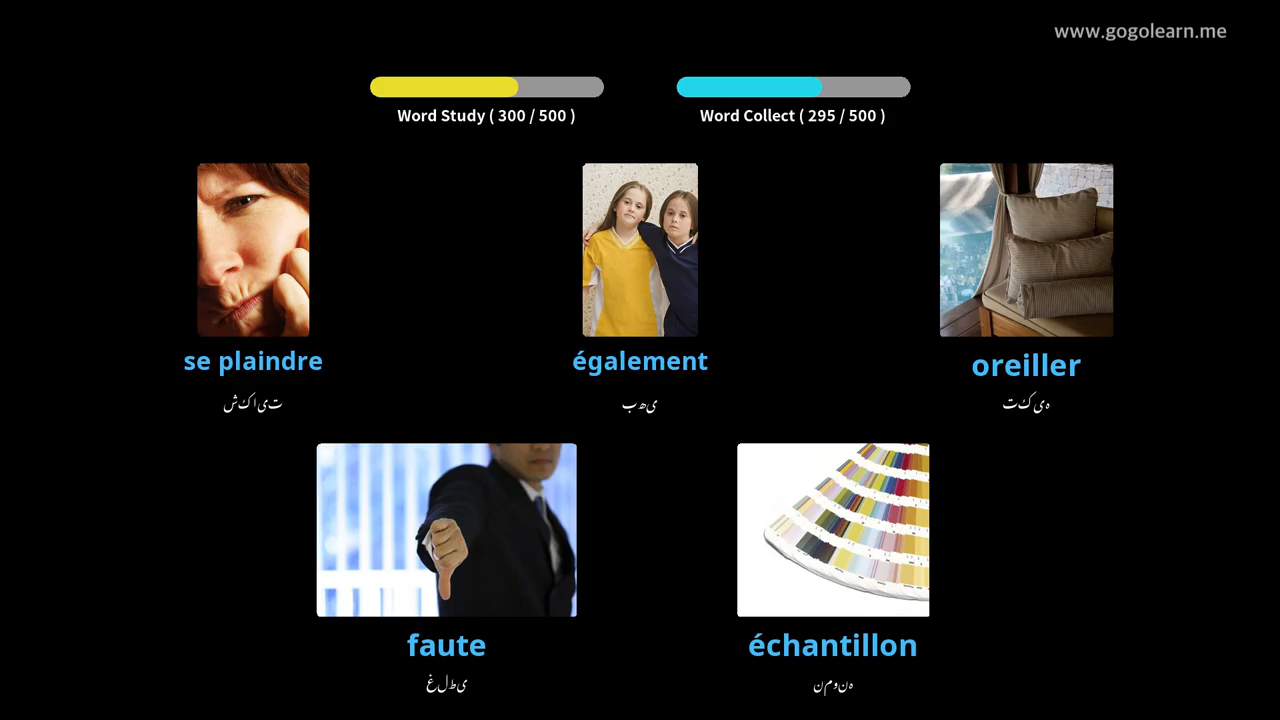 www.gogolearn.me
Word Study ( 300 / 500 )
Word Collect ( 295 / 500 )
se plaindre
شکایت
également
بھی
oreiller
تکیہ
faute
غلطی
échantillon
نمونہ